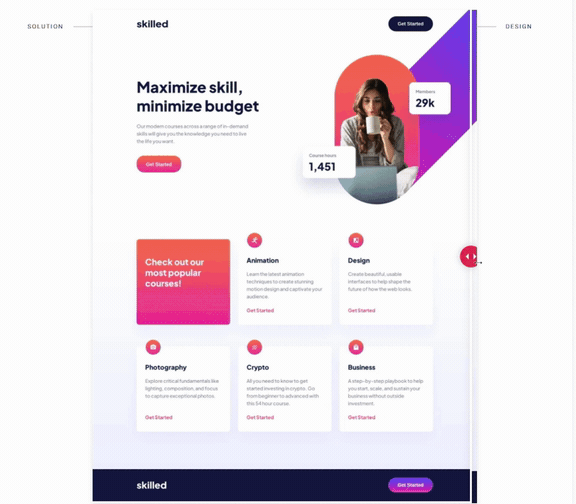 SOLUTION
DESIGN
skilled
Get Started
Maximize skill,
minimize budget
Our modern courses across a range of in-demand
skills will give you the knowledge you need to live
the life you want.
Get Started
Members
29k
Course hours
1,451
Check out our
most popular
courses!
Animation
Learn the latest animation
techniques to create stunning
motion design and captivate your
audience.
Get Started
Design
Create beautiful, usable
interfaces to help shape the
future of how the web looks.
Get Started
Photography
Explore critical fundamentals like
lighting, composition, and focus
to capture exceptional photos.
Get Started
Crypto
All you need to know to get
started investing in crypto. Go
from beginner to advanced with
this 54 hour course.
Get Started
Business
A step-by-step playbook to help
you start, scale, and sustain your
business without outside
investment.
Get Started
skilled
Get Started